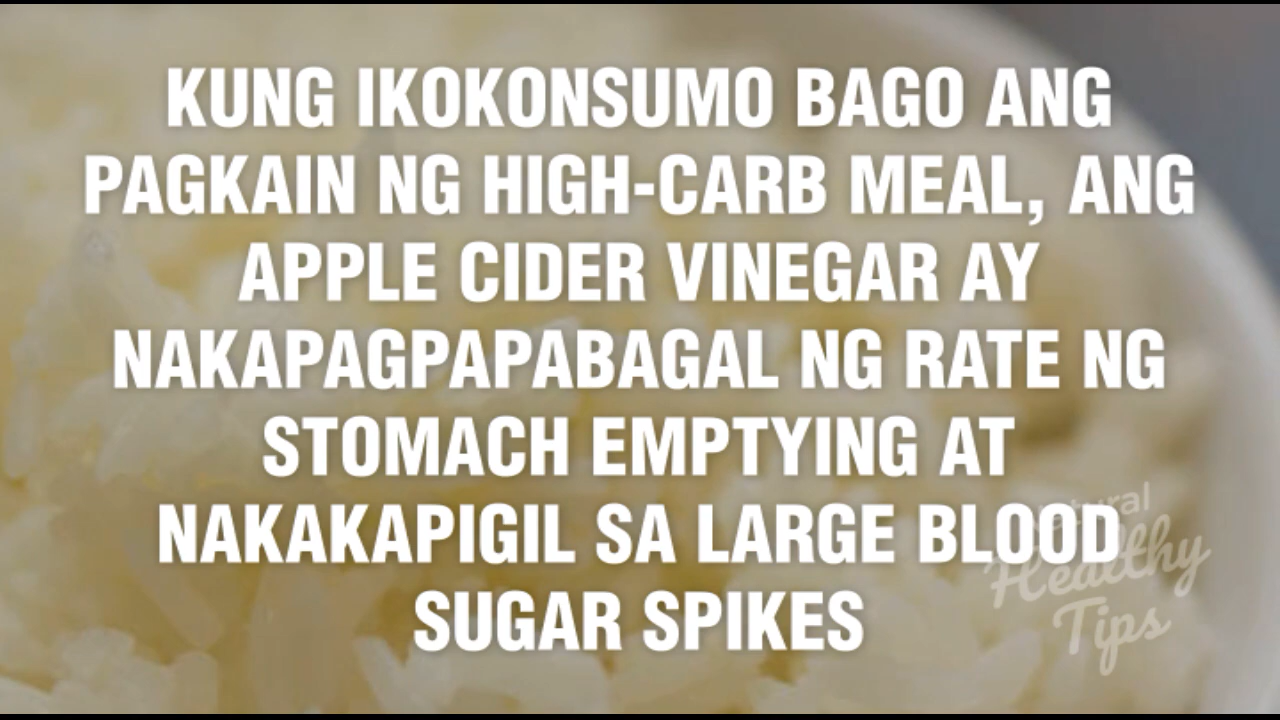 KUNG IKOKONSUMO BAGO ANG
PAGKAIN NG HIGH-CARB MEAL, ANG
APPLE CIDER VINEGAR AY
NAKAPAGPAPABAGAL NG RATE NG
STOMACH EMPTYING AT
NAKAKAPIGIL SA LARGE BLOOD
SUGAR SPIKES
Natural
Healthy
Tips